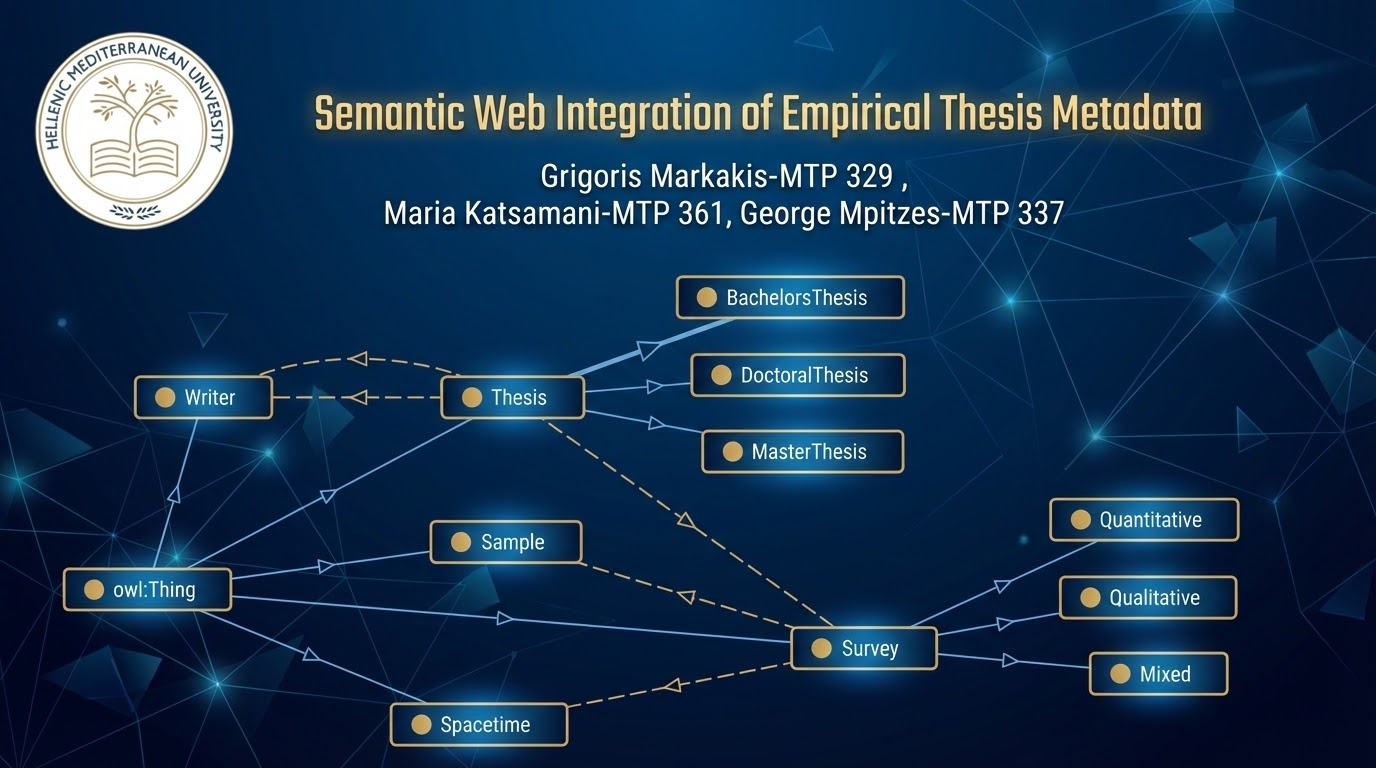 HELLENIC MEDITERRANEAN UNIVERSITY
Semantic Web Integration of Empirical Thesis Metadata
Grigoris Markakis-MTP 329 ,
Maria Katsamani-MTP 361, George Mpitzes-MTP 337
BachelorsThesis
DoctoralThesis
MasterThesis
Writer
Thesis
Sample
owl:Thing
Spacetime
Survey
Quantitative
Qualitative
Mixed